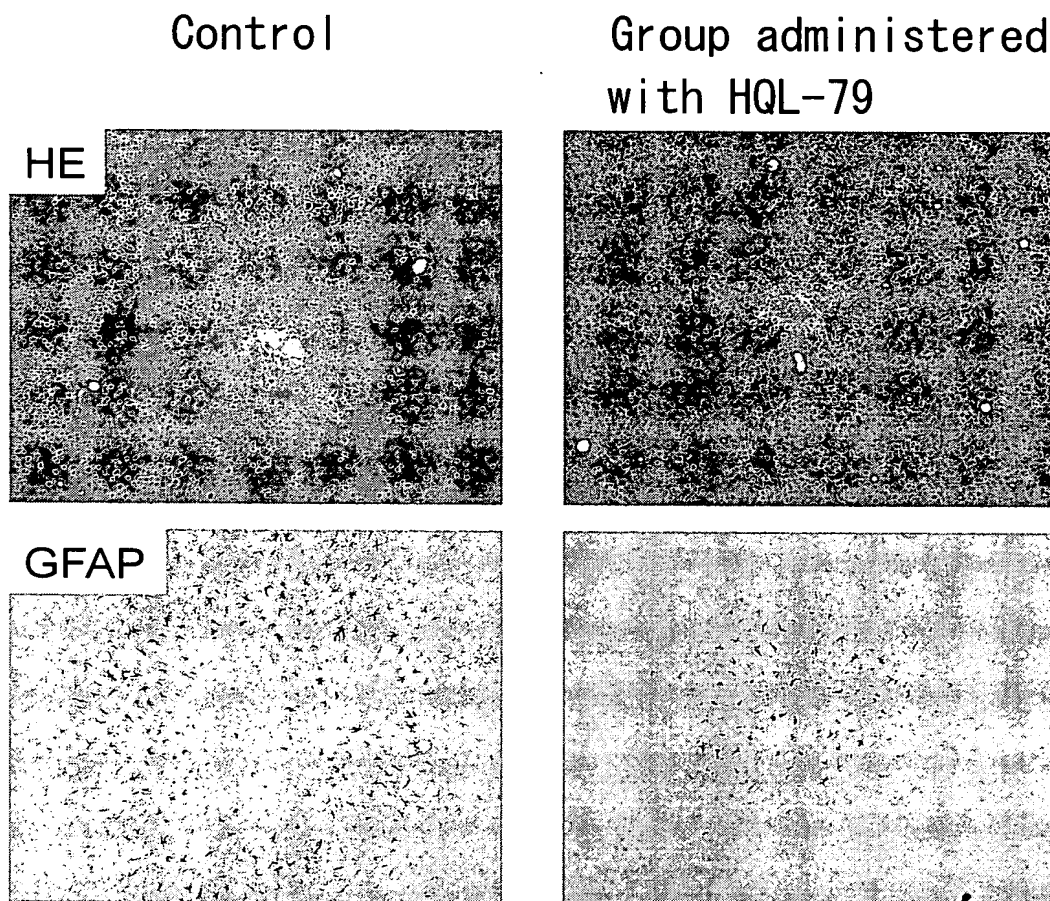 Control
Group administered
with HQL-79
HE
GFAP